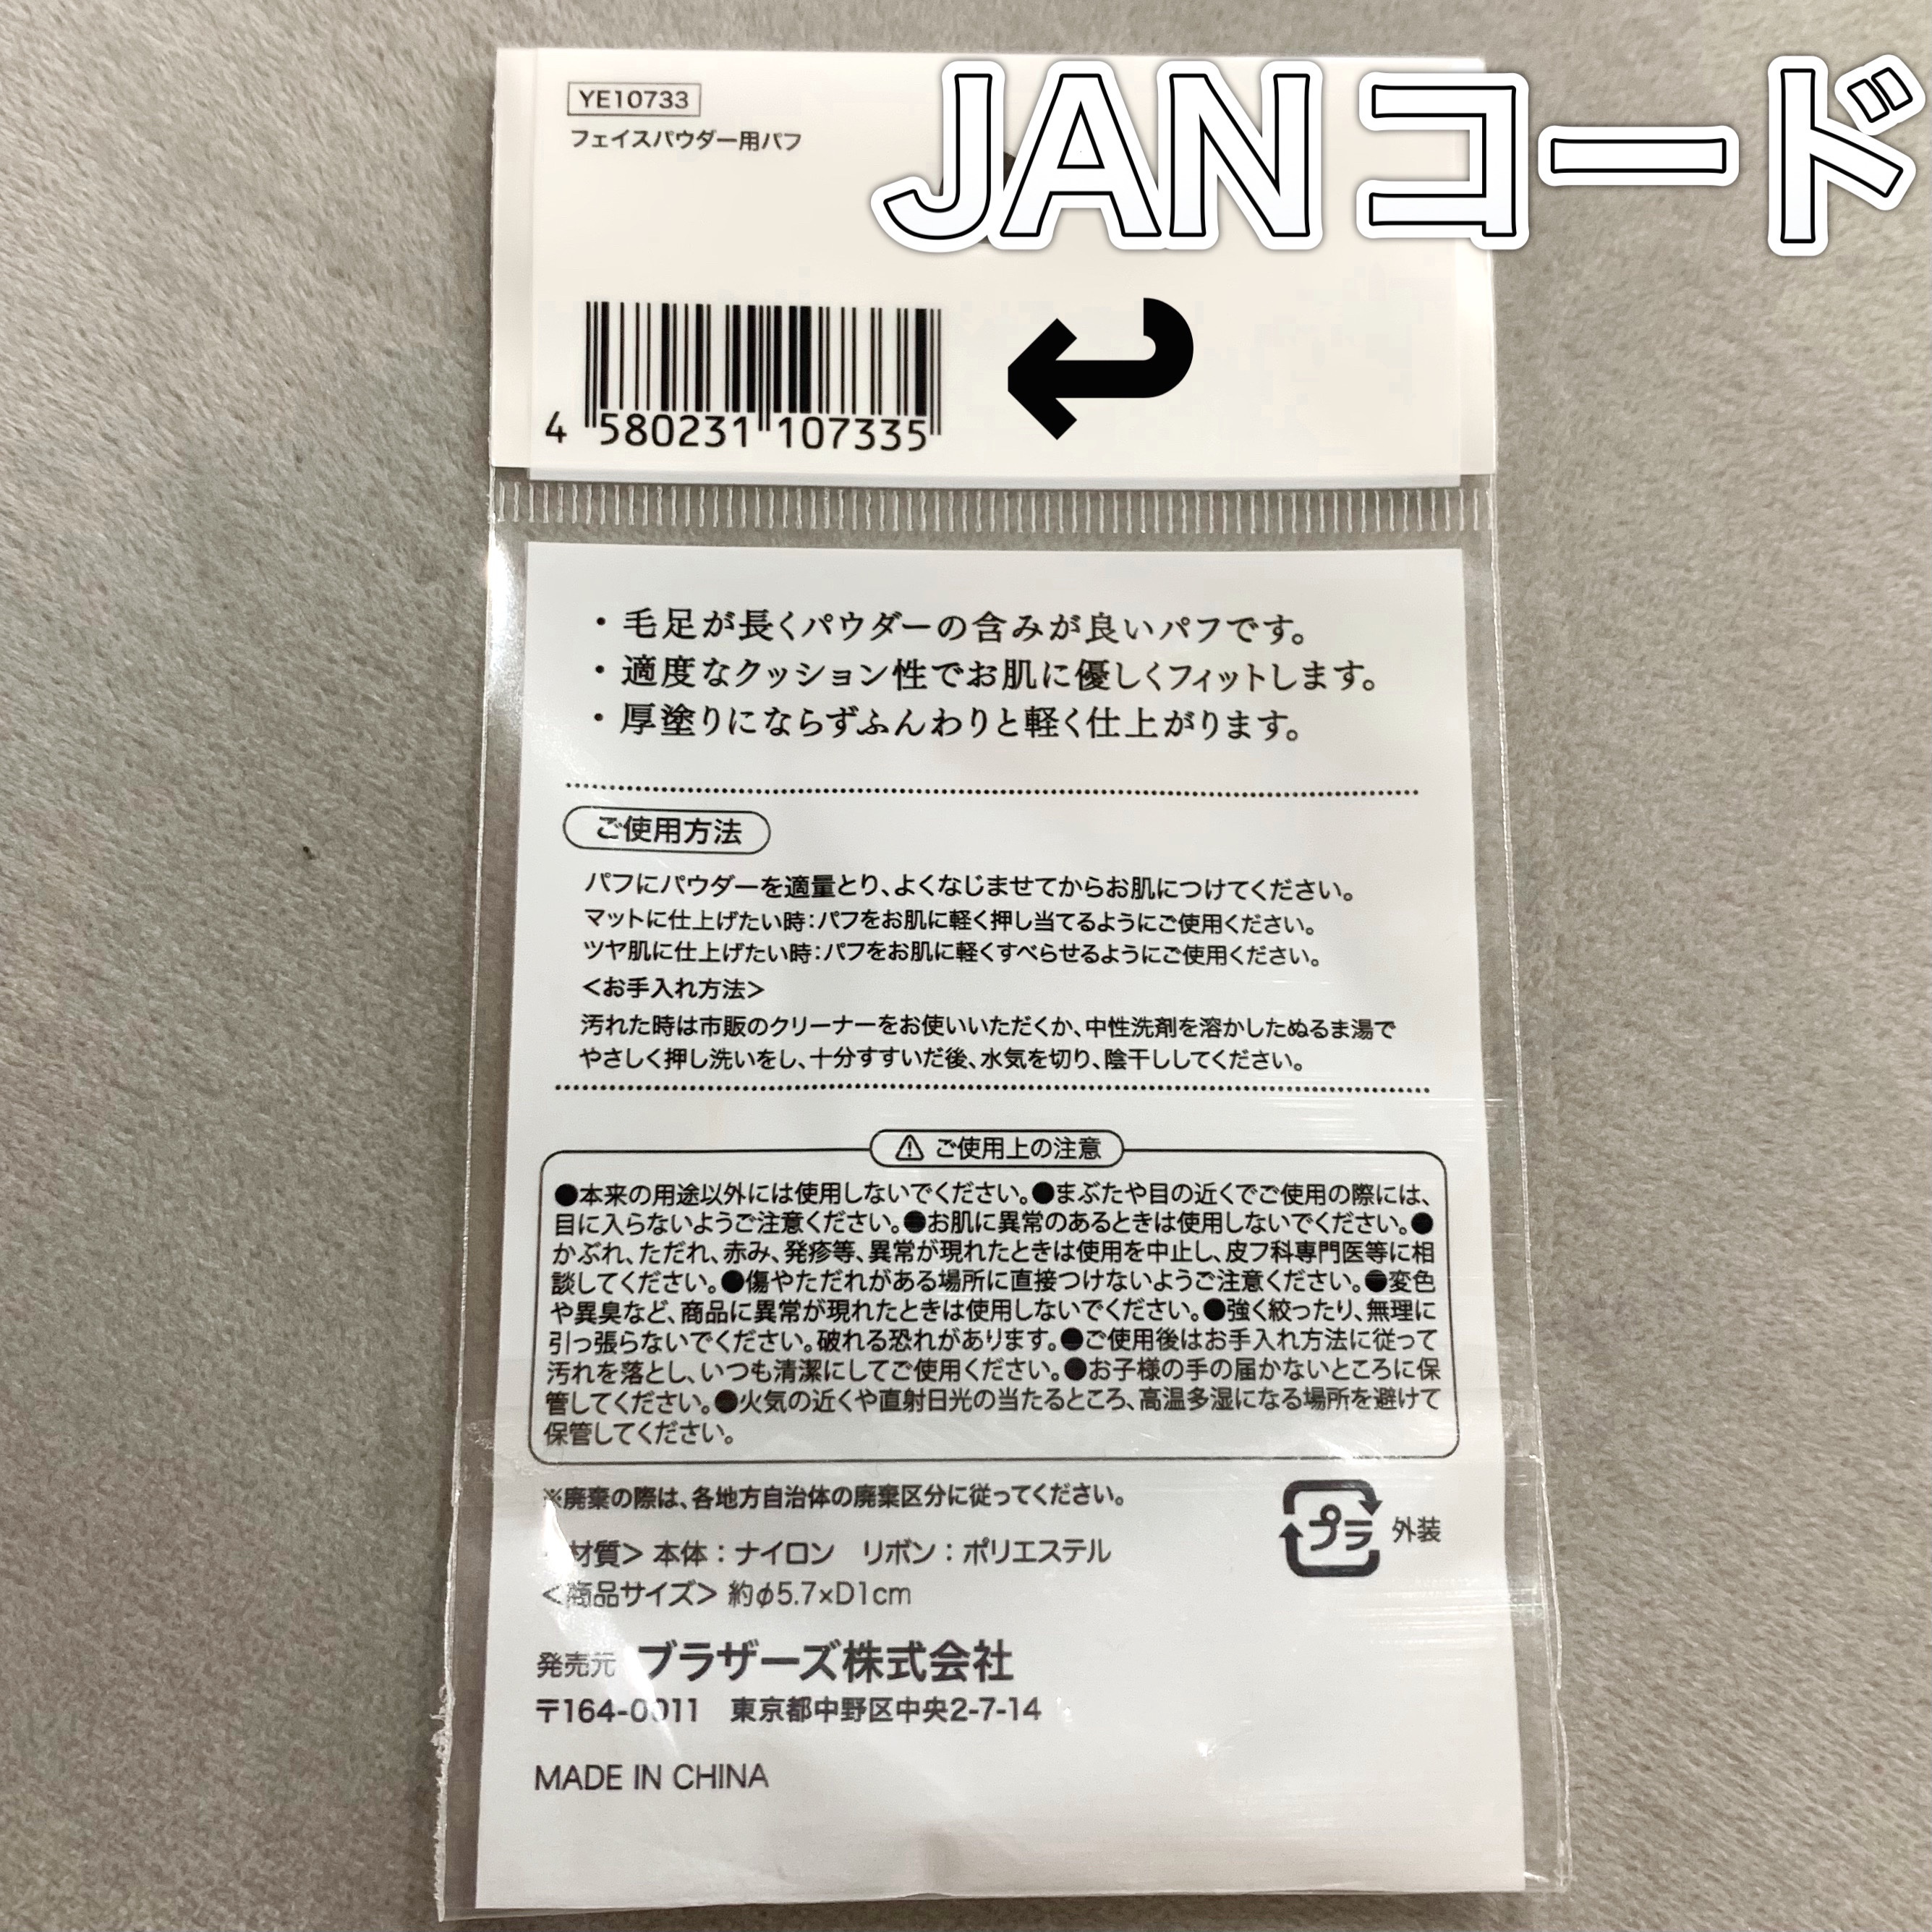 JANコード
YE10733
フェイスパウダー用パフ
4 580231 107335
・毛足が長くパウダーの含みが良いパフです。
・適度なクッション性でお肌に優しくフィットします。
・厚塗りにならずふんわりと軽く仕上がります。
ご使用方法
パフにパウダーを適量とり、よくなじませてからお肌につけてください。
マットに仕上げたい時:パフをお肌に軽く押し当てるようにご使用ください。
ツヤ肌に仕上げたい時:パフをお肌に軽くすべらせるようにご使用ください。
<お手入れ方法>
汚れた時は市販のクリーナーをお使いいただくか、中性洗剤を溶かしたぬるま湯で
やさしく押し洗いをし、十分すすいだ後、水気を切り、陰干ししてください。
⚠ ご使用上の注意
●本来の用途以外には使用しないでください。●まぶたや目の近くでご使用の際には、
目に入らないようご注意ください。●お肌に異常のあるときは使用しないでください。●
かぶれ、ただれ、赤み、発疹等、異常が現れたときは使用を中止し、皮フ科専門医等に相
談してください。●傷やただれがある場所に直接つけないようご注意ください。●変色
や異臭など、商品に異常が現れたときは使用しないでください。●強く絞ったり、無理に
引っ張らないでください。破れる恐れがあります。●ご使用後はお手入れ方法に従って
汚れを落とし、いつも清潔にしてご使用ください。●お子様の手の届かないところに保
管してください。●火気の近くや直射日光の当たるところ、高温多湿になる場所を避けて
保管してください。
※廃棄の際は、各地方自治体の廃棄区分に従ってください。
プラ 外装
材質> 本体:ナイロン リボン:ポリエステル
<商品サイズ> 約φ5.7×D1cm
発売元 ブラザーズ株式会社
〒164-0011 東京都中野区中央2-7-14
MADE IN CHINA